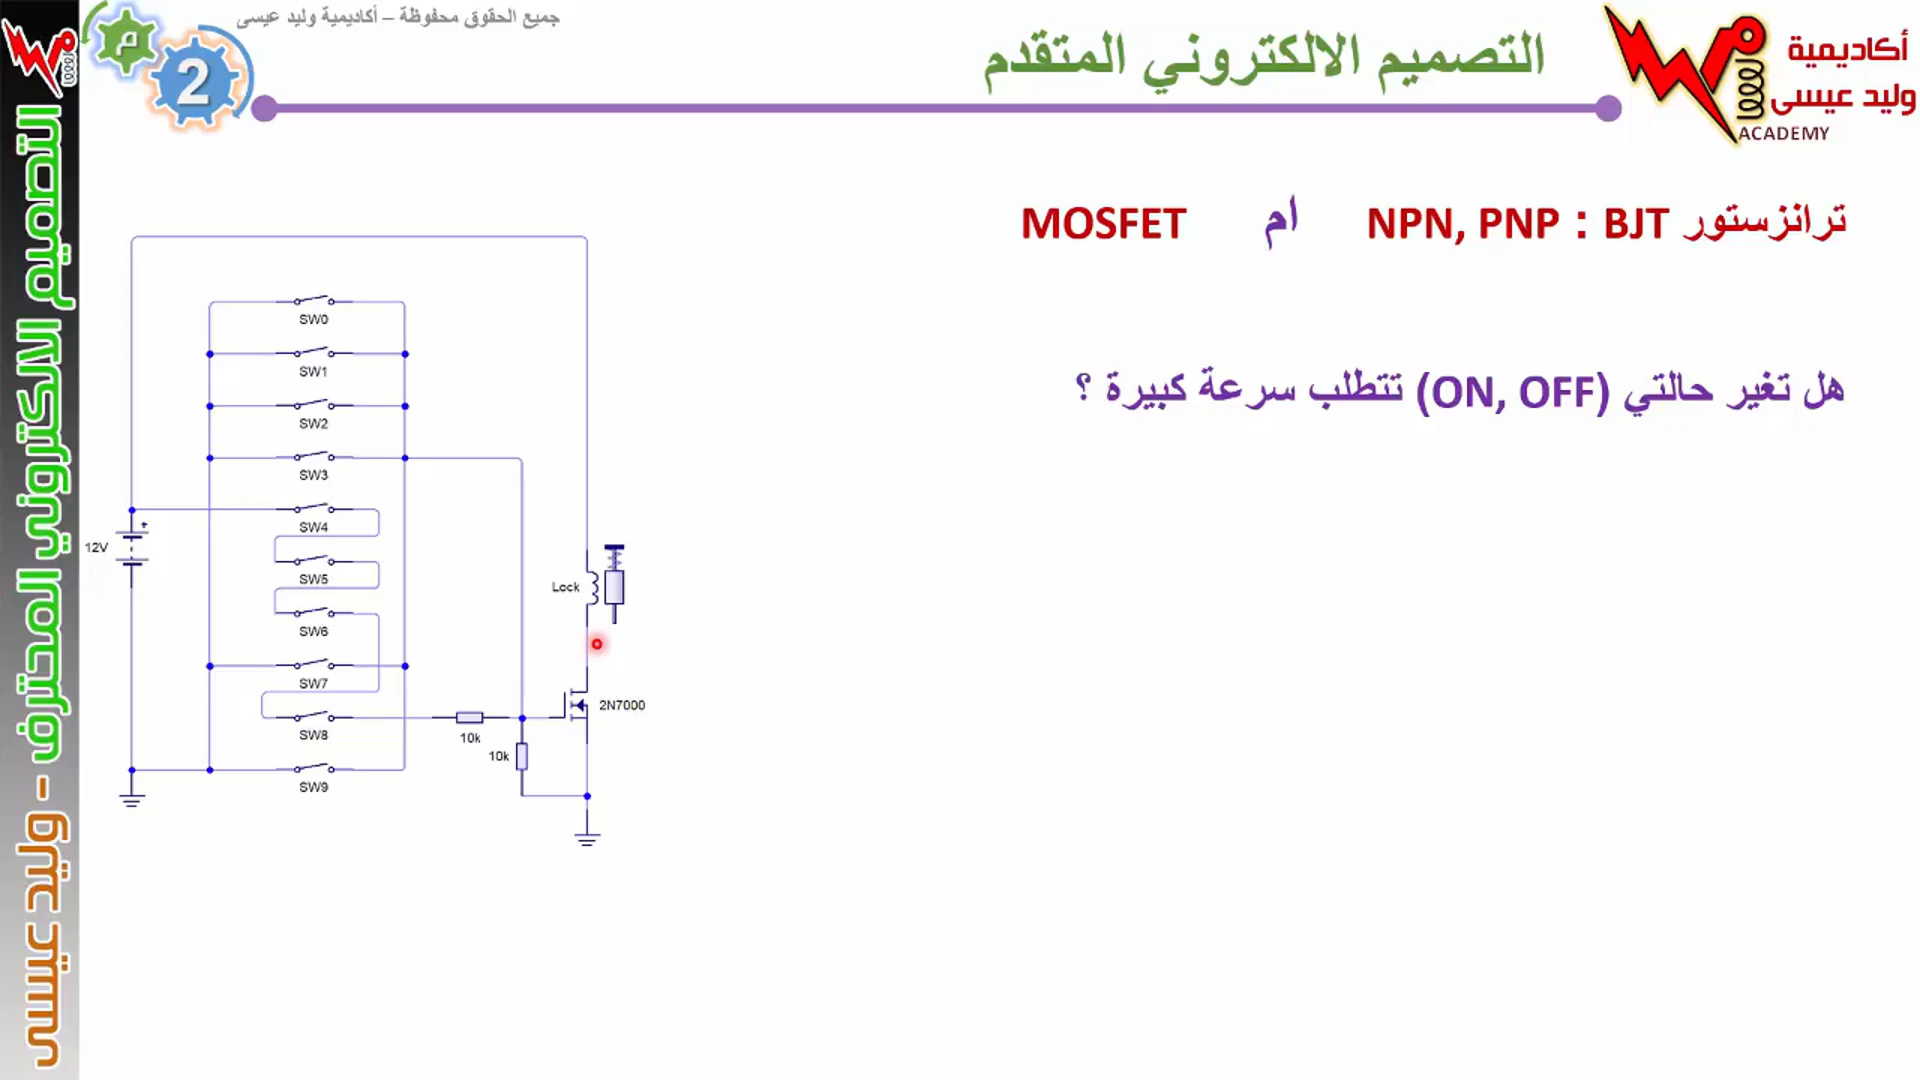 جميع الحقوق محفوظة – أكاديمية وليد عيسى
م
2
التصميم الالكتروني المتقدم
أكاديمية
وليد عيسى
ACADEMY
التصميم الالكتروني المحترف - وليد عيسى
ترانزستور NPN, PNP : BJT ام MOSFET
هل تغير حالتي (ON, OFF) تتطلب سرعة كبيرة ؟
SW0
SW1
SW2
SW3
SW4
12V
+
SW5
Lock
SW6
SW7
2N7000
SW8
10k
10k
SW9